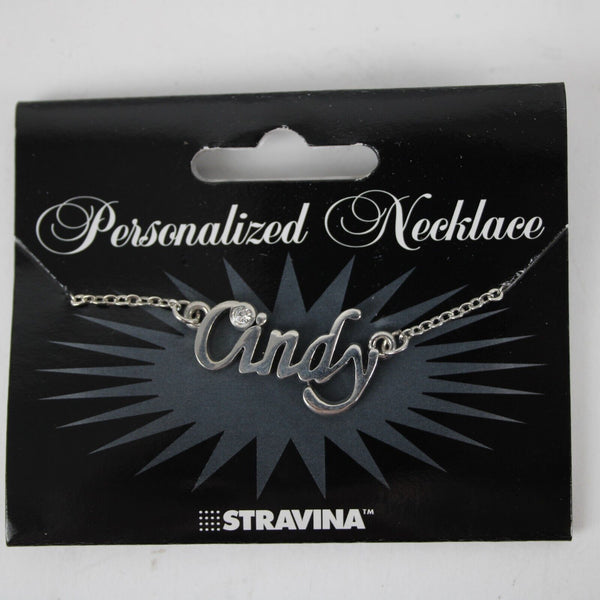 Personalized Necklace
Cindy
STRAVINA™